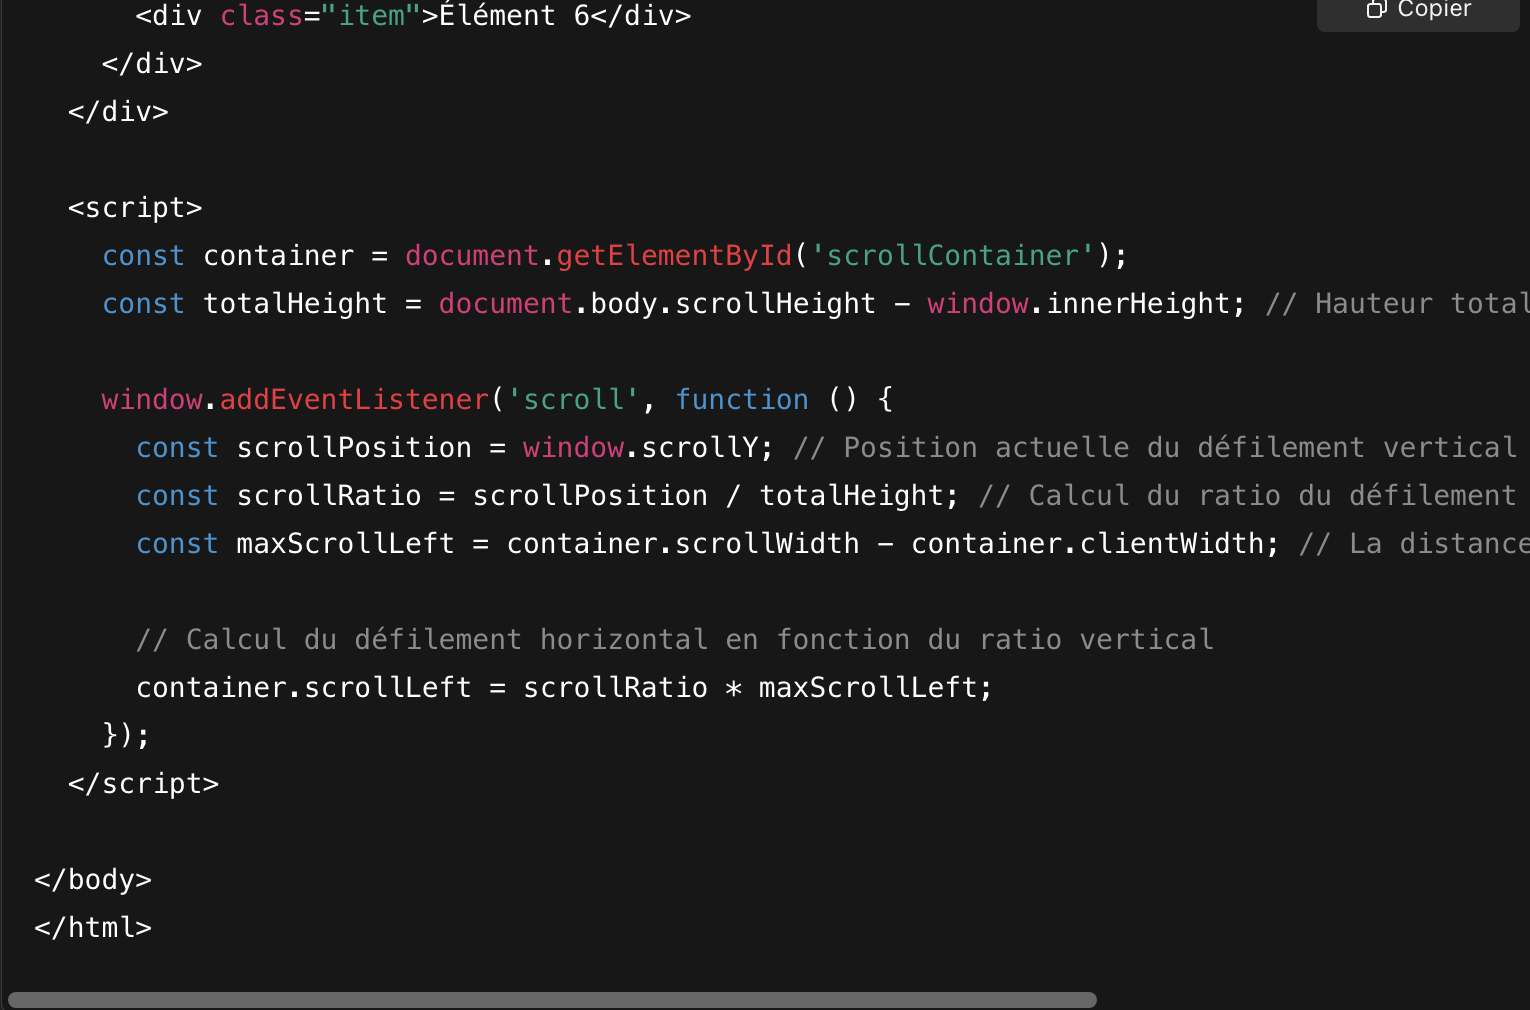 <div class="item">Élément 6</div>
Copier
</div>
</div>
<script>
const container = document.getElementById('scrollContainer');
const totalHeight = document.body.scrollHeight - window.innerHeight; // Hauteur total
window.addEventListener('scroll', function () {
const scrollPosition = window.scrollY; // Position actuelle du défilement vertical
const scrollRatio = scrollPosition / totalHeight; // Calcul du ratio du défilement
const maxScrollLeft = container.scrollWidth - container.clientWidth; // La distance
// Calcul du défilement horizontal en fonction du ratio vertical
container.scrollLeft = scrollRatio * maxScrollLeft;
});
</script>
</body>
</html>